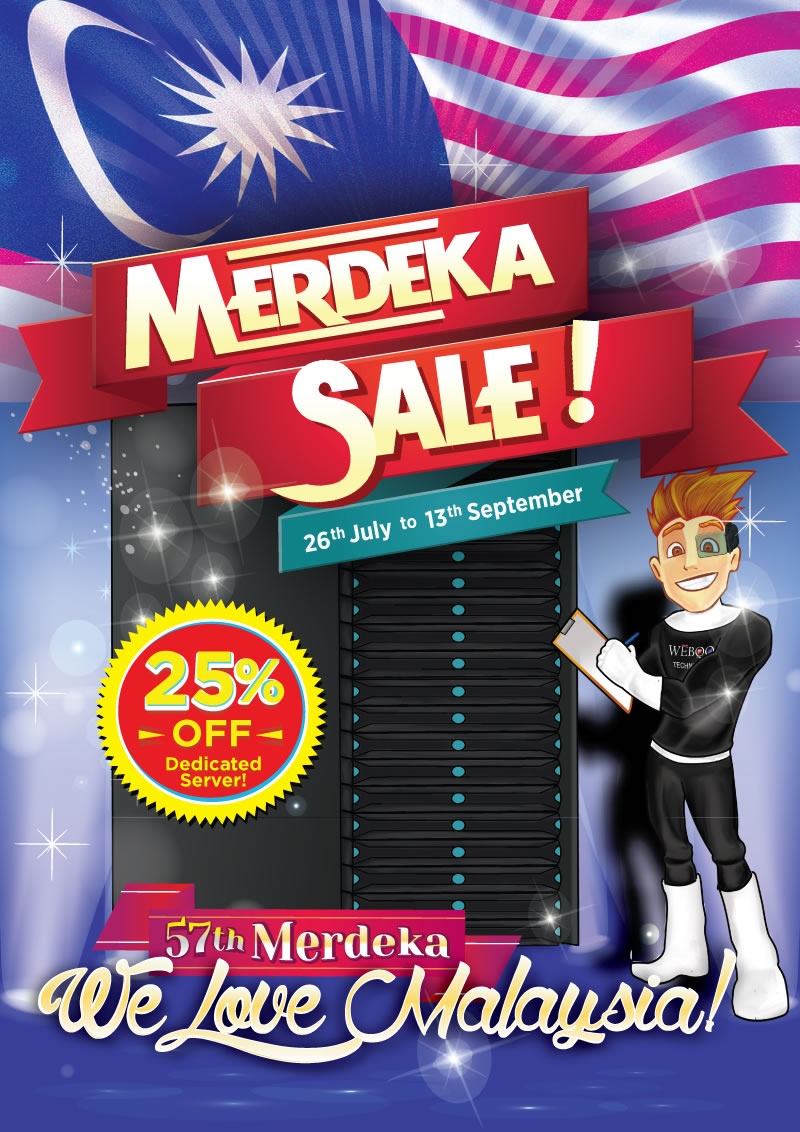 MERDEKA
SALE!
26th July to 13th September
25%
OFF
Dedicated
Server!
57th Merdeka
We Love Malaysia!